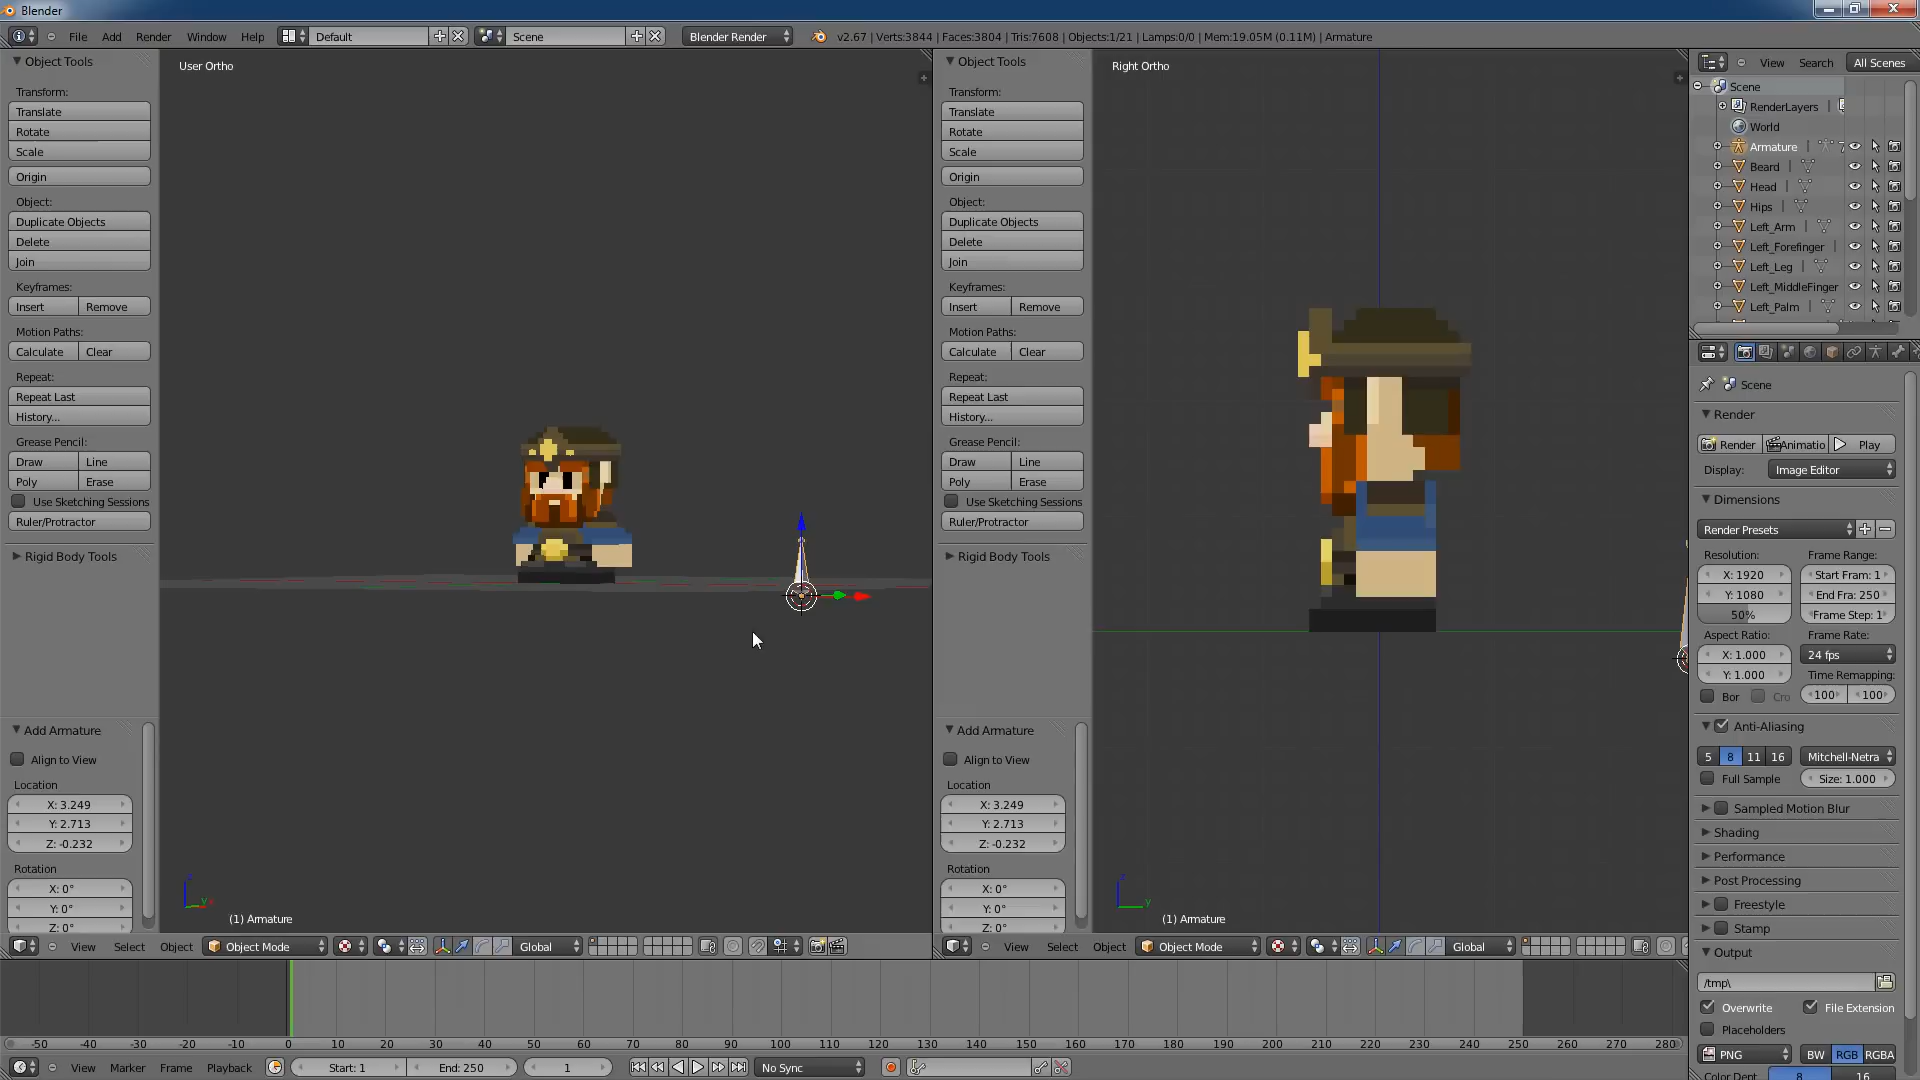 Blender
File Add Render Window Help Default Scene Blender Render v2.67 | Verts:3844 | Faces:3804 | Tris:7608 | Objects:1/21 | Lamps:0/0 | Mem:19.05M (0.11M) | Armature
Object Tools
Transform:
Translate
Rotate
Scale
Origin
Object:
Duplicate Objects
Delete
Join
Keyframes:
Insert Remove
Motion Paths:
Calculate Clear
Repeat:
Repeat Last
History...
Grease Pencil:
Draw Line
Poly Erase
Use Sketching Sessions
Ruler/Protractor
Rigid Body Tools
Add Armature
Align to View
Location
X: 3.249
Y: 2.713
Z: -0.232
Rotation
X: 0°
Y: 0°
Z: 0°
User Ortho
z
y
(1) Armature
View Select Object Object Mode Global
Object Tools
Transform:
Translate
Rotate
Scale
Origin
Object:
Duplicate Objects
Delete
Join
Keyframes:
Insert Remove
Motion Paths:
Calculate Clear
Repeat:
Repeat Last
History...
Grease Pencil:
Draw Line
Poly Erase
Use Sketching Sessions
Ruler/Protractor
Rigid Body Tools
Add Armature
Align to View
Location
X: 3.249
Y: 2.713
Z: -0.232
Rotation
X: 0°
Y: 0°
Z: 0°
Right Ortho
z
y
(1) Armature
View Select Object Object Mode Global
View Search All Scenes
Scene
RenderLayers |
World
Armature |
Beard |
Head |
Hips |
Left_Arm |
Left_Forefinger
Left_Leg |
Left_MiddleFinger
Left_Palm |
Scene
Render
Render Animatio Play
Display: Image Editor
Dimensions
Render Presets
Resolution: Frame Range:
X: 1920 Start Fram: 1
Y: 1080 End Fra: 250
50% Frame Step: 1
Aspect Ratio: Frame Rate:
X: 1.000 24 fps
Y: 1.000 Time Remapping:
Bor Cro 100 100
Anti-Aliasing
5 8 11 16 Mitchell-Netra
Full Sample Size: 1.000
Sampled Motion Blur
Shading
Performance
Post Processing
Freestyle
Stamp
Output
/tmp\
Overwrite File Extension
Placeholders
PNG BW RGB RGBA
Color Dept 8 16
-50 -40 -30 -20 -10 0 10 20 30 40 50 60 70 80 90 100 110 120 130 140 150 160 170 180 190 200 210 220 230 240 250 260 270 280
View Marker Frame Playback Start: 1 End: 250 1 No Sync